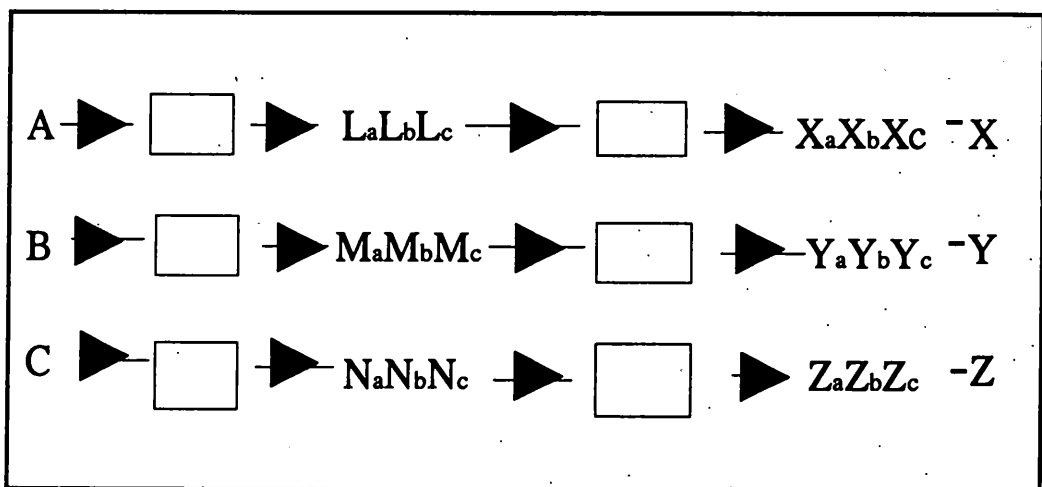 A LaLbLc XaXbXc -X
B MaMbMc YaYbYc -Y
C NaNbNc ZaZbZc -Z